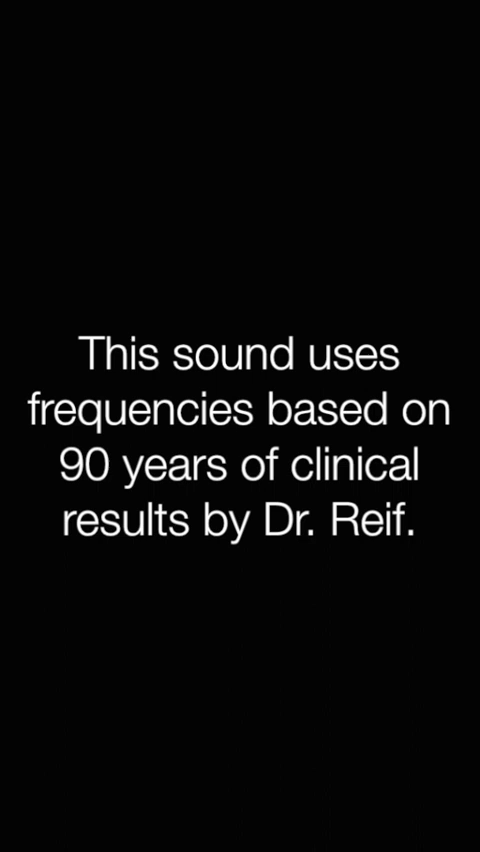 This sound uses
frequencies based on
90 years of clinical
results by Dr. Reif.